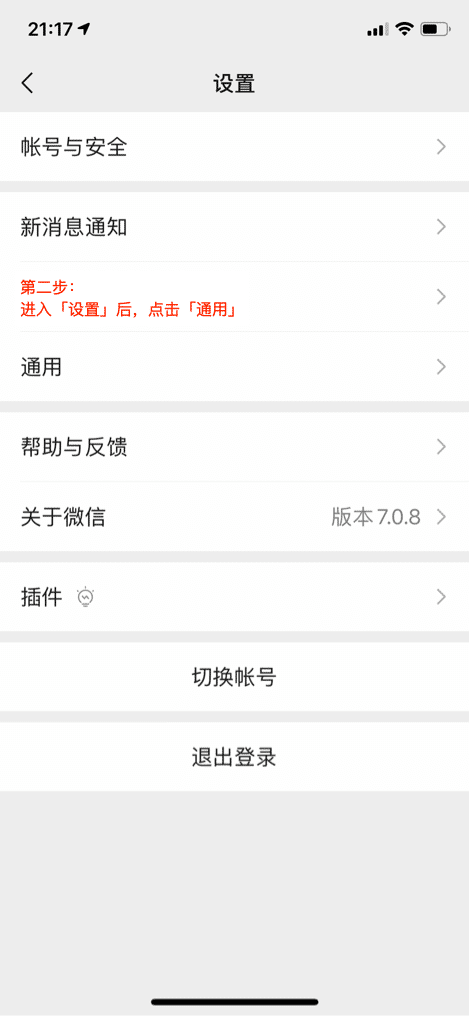 21:17
设置
帐号与安全
新消息通知
第二步：
进入「设置」后，点击「通用」
通用
帮助与反馈
关于微信 版本7.0.8
插件
切换帐号
退出登录